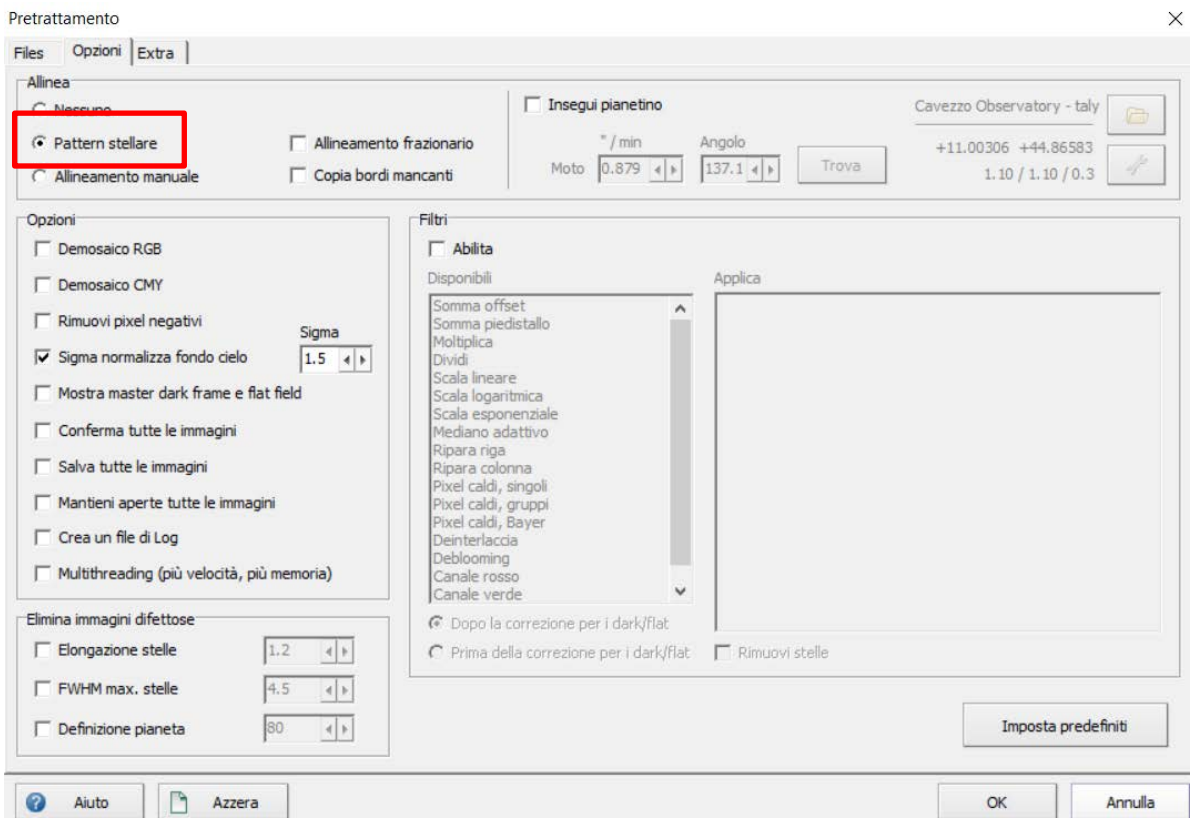 Pretrattamento
Files Opzioni Extra
Allinea
Nessuno
Pattern stellare
Allineamento manuale
Allineamento frazionario
Copia bordi mancanti
Insegui pianetino
" / min Angolo
Moto 0.879 137.1 Trova
Cavezzo Observatory - taly
+11.00306 +44.86583
1.10 / 1.10 / 0.3
Opzioni
Demosaico RGB
Demosaico CMY
Rimuovi pixel negativi
Sigma
Sigma normalizza fondo cielo 1.5
Mostra master dark frame e flat field
Conferma tutte le immagini
Salva tutte le immagini
Mantieni aperte tutte le immagini
Crea un file di Log
Multithreading (più velocità, più memoria)
Elimina immagini difettose
Elongazione stelle 1.2
FWHM max. stelle 4.5
Definizione pianeta 80
Filtri
Abilita
Disponibili Applica
Somma offset
Somma piedistallo
Moltiplica
Dividi
Scala lineare
Scala logaritmica
Scala esponenziale
Mediano adattivo
Ripara riga
Ripara colonna
Pixel caldi, singoli
Pixel caldi, gruppi
Pixel caldi, Bayer
Deinterlaccia
Deblooming
Canale rosso
Canale verde
Dopo la correzione per i dark/flat
Prima della correzione per i dark/flat Rimuovi stelle
Imposta predefiniti
Aiuto Azzera OK Annulla